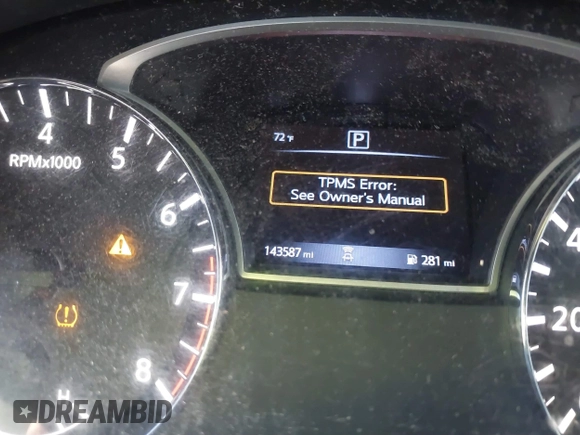 72 °F
P
4
5
RPMx1000
TPMS Error:
See Owner's Manual
6
143587 mi
281 mi
7
8
H
4
20
DREAMBID